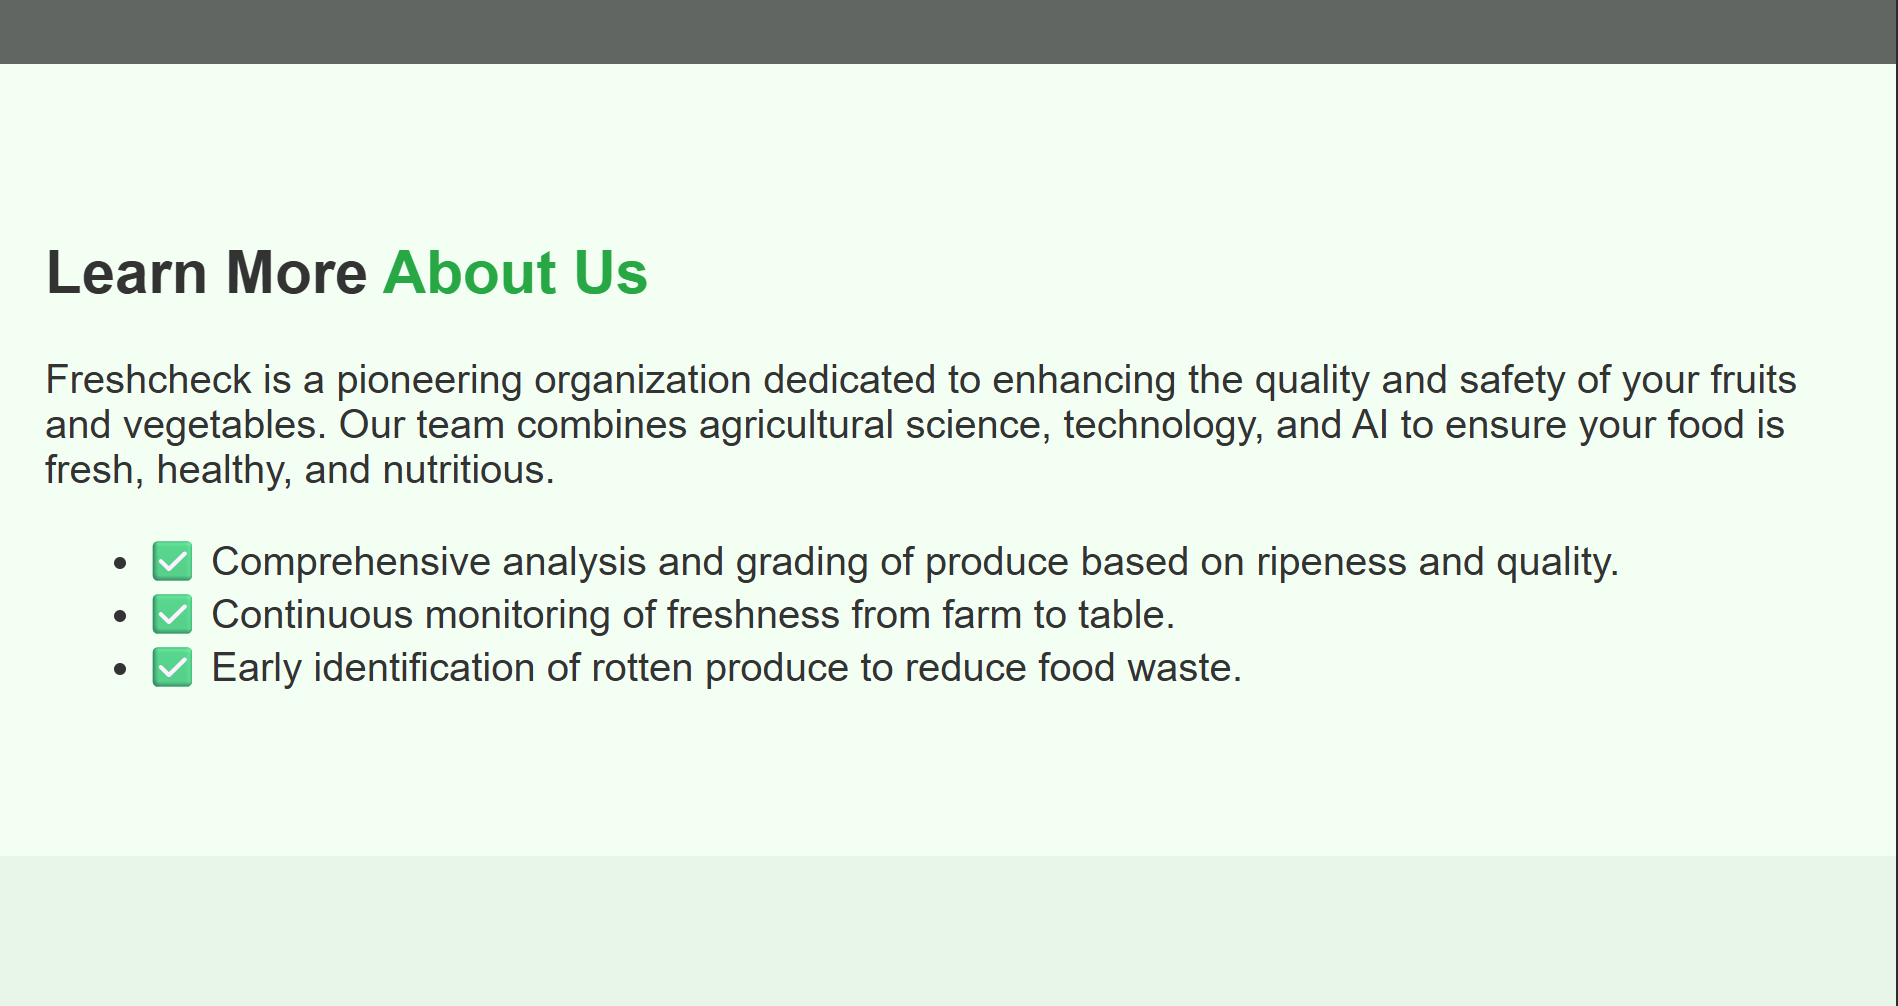 Learn More About Us
Freshcheck is a pioneering organization dedicated to enhancing the quality and safety of your fruits
and vegetables. Our team combines agricultural science, technology, and AI to ensure your food is
fresh, healthy, and nutritious.
• ✅ Comprehensive analysis and grading of produce based on ripeness and quality.
• ✅ Continuous monitoring of freshness from farm to table.
• ✅ Early identification of rotten produce to reduce food waste.